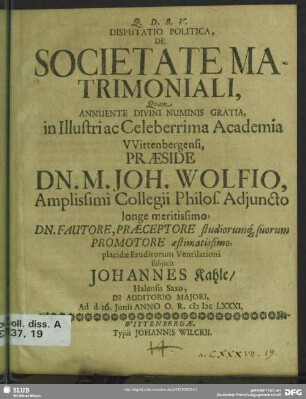 Q. D. B. V.
DISPUTATIO POLITICA,
DE
SOCIETATE MA-
TRIMONIALI,
Quam
ANNUENTE DIVINI NUMINIS GRATIA,
in Illustri ac Celeberrima Academia
VVittenbergensi,
PRÆSIDE
DN. M. JOH. WOLFIO,
Amplissimi Collegii Philos. Adjuncto
longe meritissimo,
DN. FAUTORE, PRÆCEPTORE studiorumq; suorum
PROMOTORE æstimatissimo,
placidæ Eruditorum Ventilationi
subjicit
JOHANNES Kahle/
Halensis Saxo,
IN AUDITORIO MAJORI,
Ad d. 16. Junii ANNO O. R. cIɔ Iɔc LXXXI,
WITTENBERGÆ,
Typis JOHANNIS WILCKII.
oll. diss. A
37, 19
SLUB
DFG